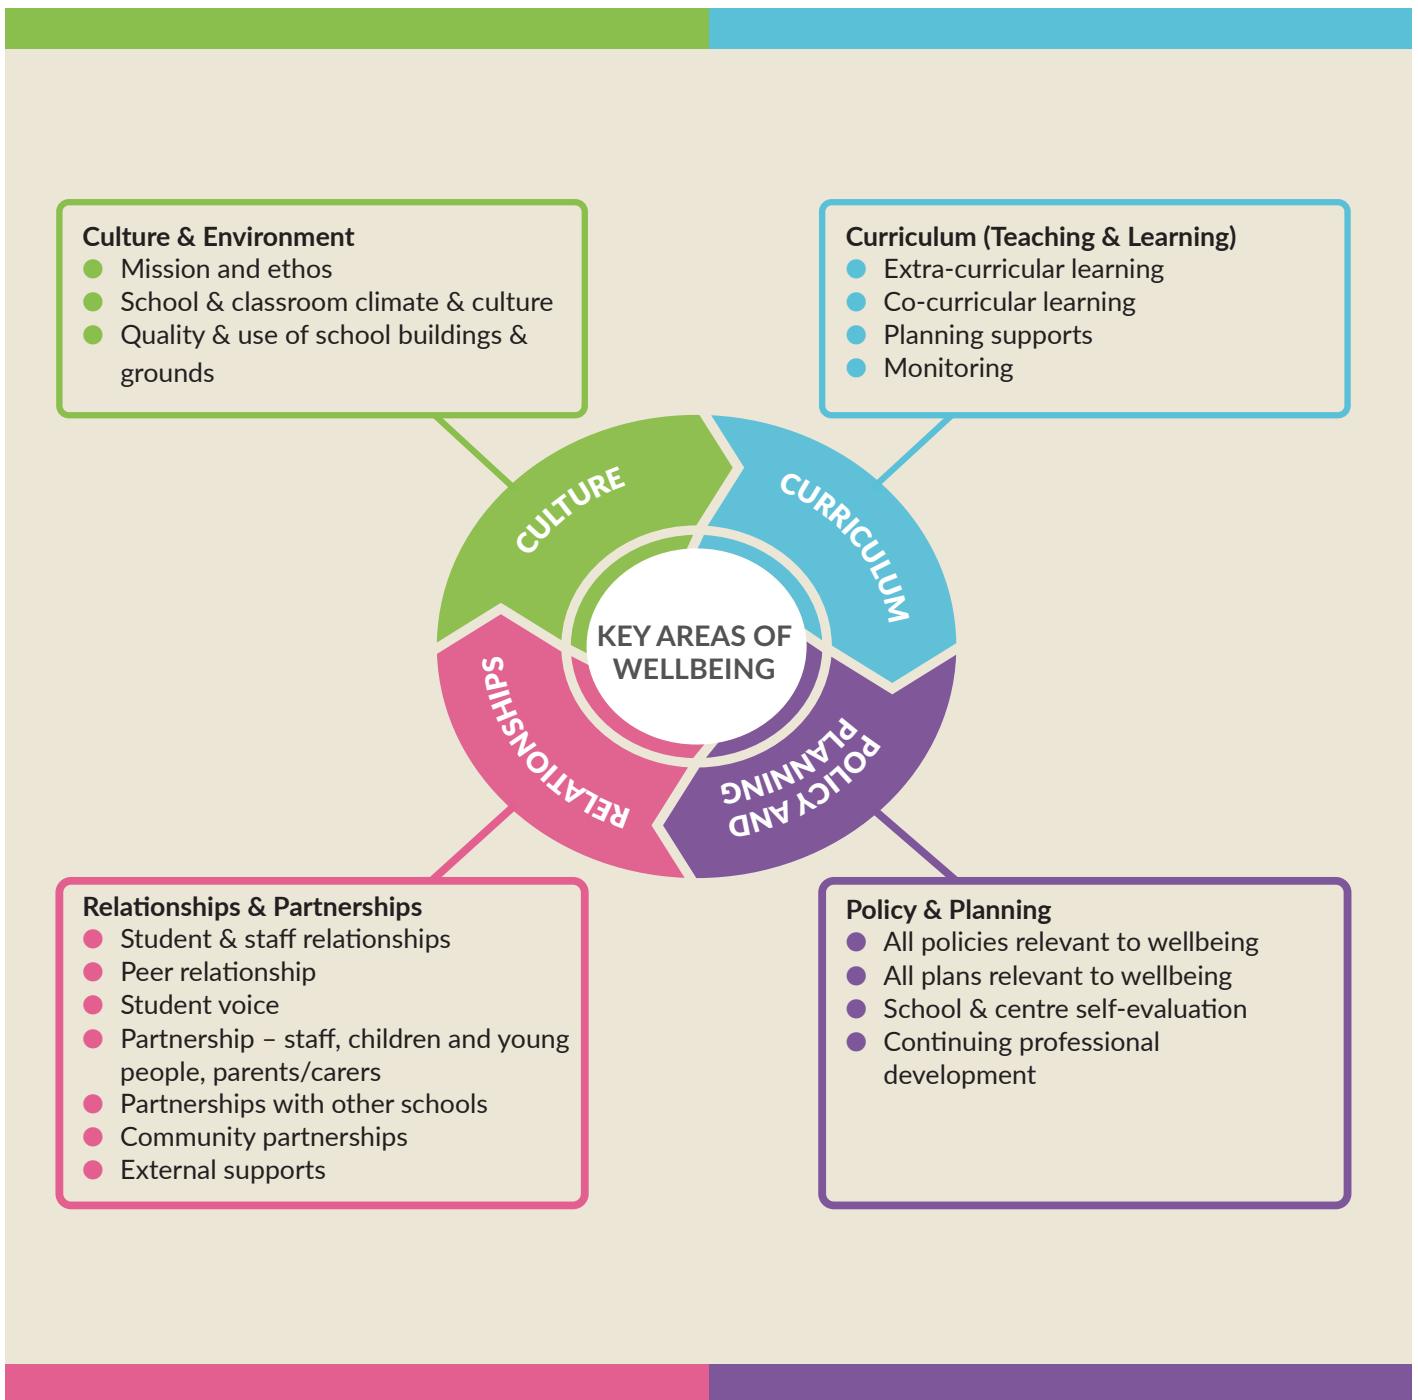 Culture & Environment
Mission and ethos
School & classroom climate & culture
Quality & use of school buildings &
grounds
Curriculum (Teaching & Learning)
Extra-curricular learning
Co-curricular learning
Planning supports
Monitoring
CULTURE
CURRICULUM
KEY AREAS OF
WELLBEING
RELATIONSHIPS
POLICY AND
PLANNING
Relationships & Partnerships
Student & staff relationships
Peer relationship
Student voice
Partnership – staff, children and young
people, parents/carers
Partnerships with other schools
Community partnerships
External supports
Policy & Planning
All policies relevant to wellbeing
All plans relevant to wellbeing
School & centre self-evaluation
Continuing professional
development